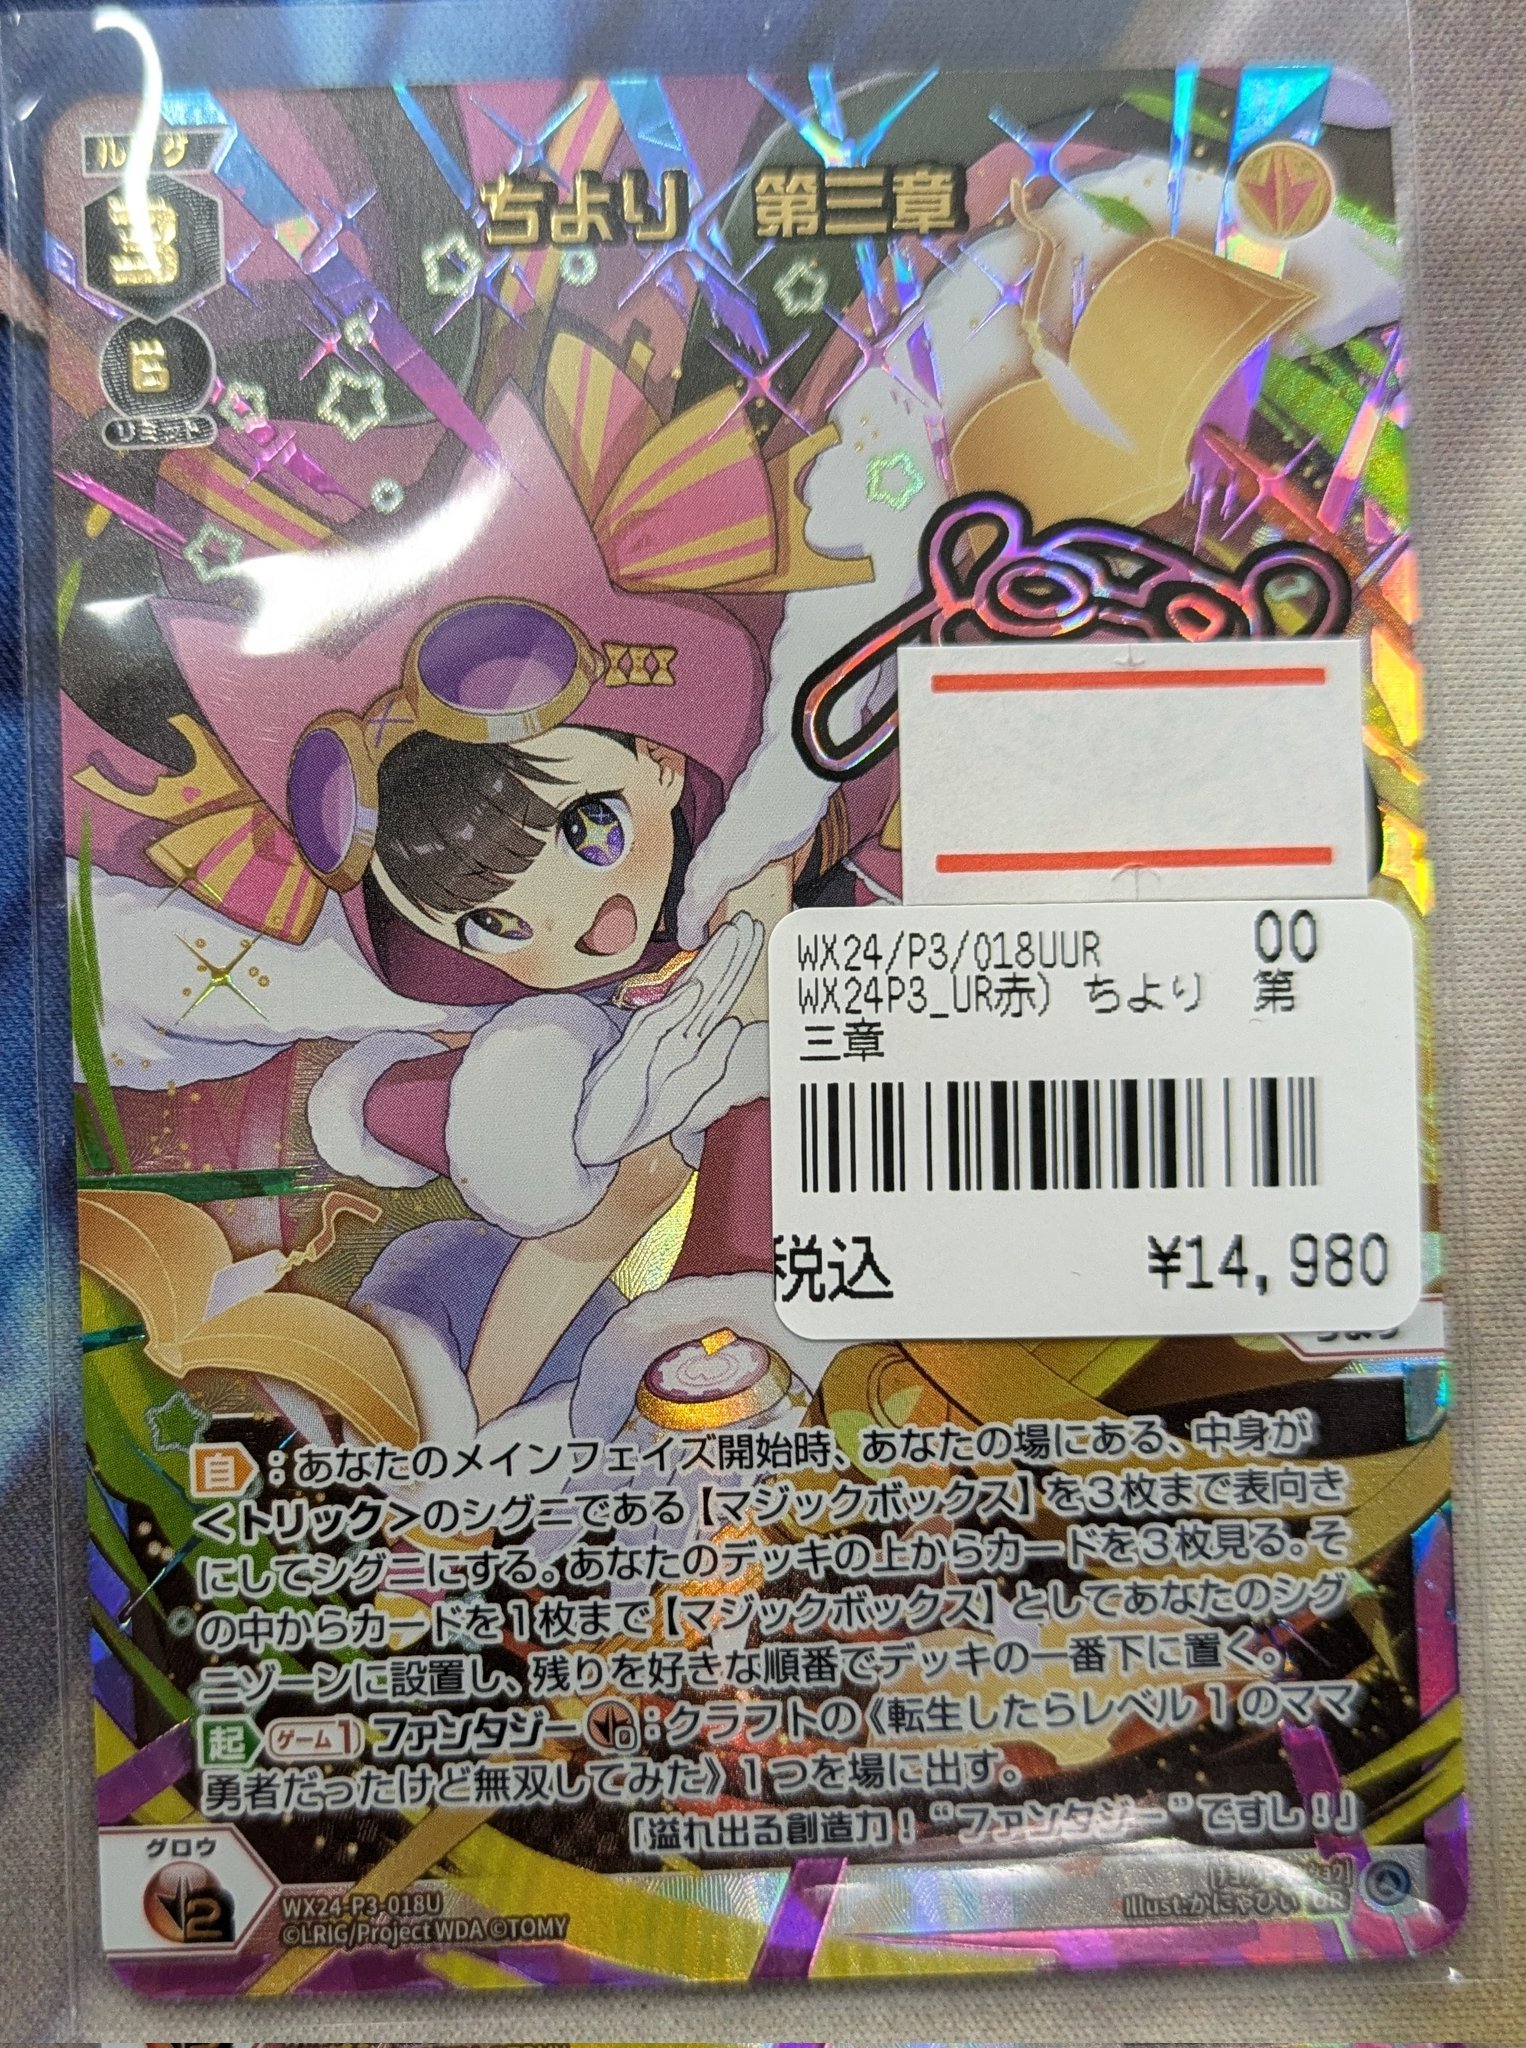 ちより 第三章
3
6
リミット
WX24/P3/018UUR 00
WX24P3_UR赤) ちより 第
三章
税込 ¥14,980
自:あなたのメインフェイズ開始時、あなたの場にある、中身が
<トリック>のシグニである【マジックボックス】を3枚まで表向き
にしてシグニにする。あなたのデッキの上からカードを3枚見る。そ
の中からカードを1枚まで【マジックボックス】としてあなたのシグ
ニゾーンに設置し、残りを好きな順番でデッキの一番下に置く。
起 ゲーム1 ファンタジー 0:クラフトの《転生したらレベル1のママ
勇者だったけど無双してみた》1つを場に出す。
「溢れ出る創造力!“ファンタジー”ですし!」
グロウ
2
WX24-P3-018U
©LRIG/Project WDA ©TOMY
Illust.かにゃぴぃ UR